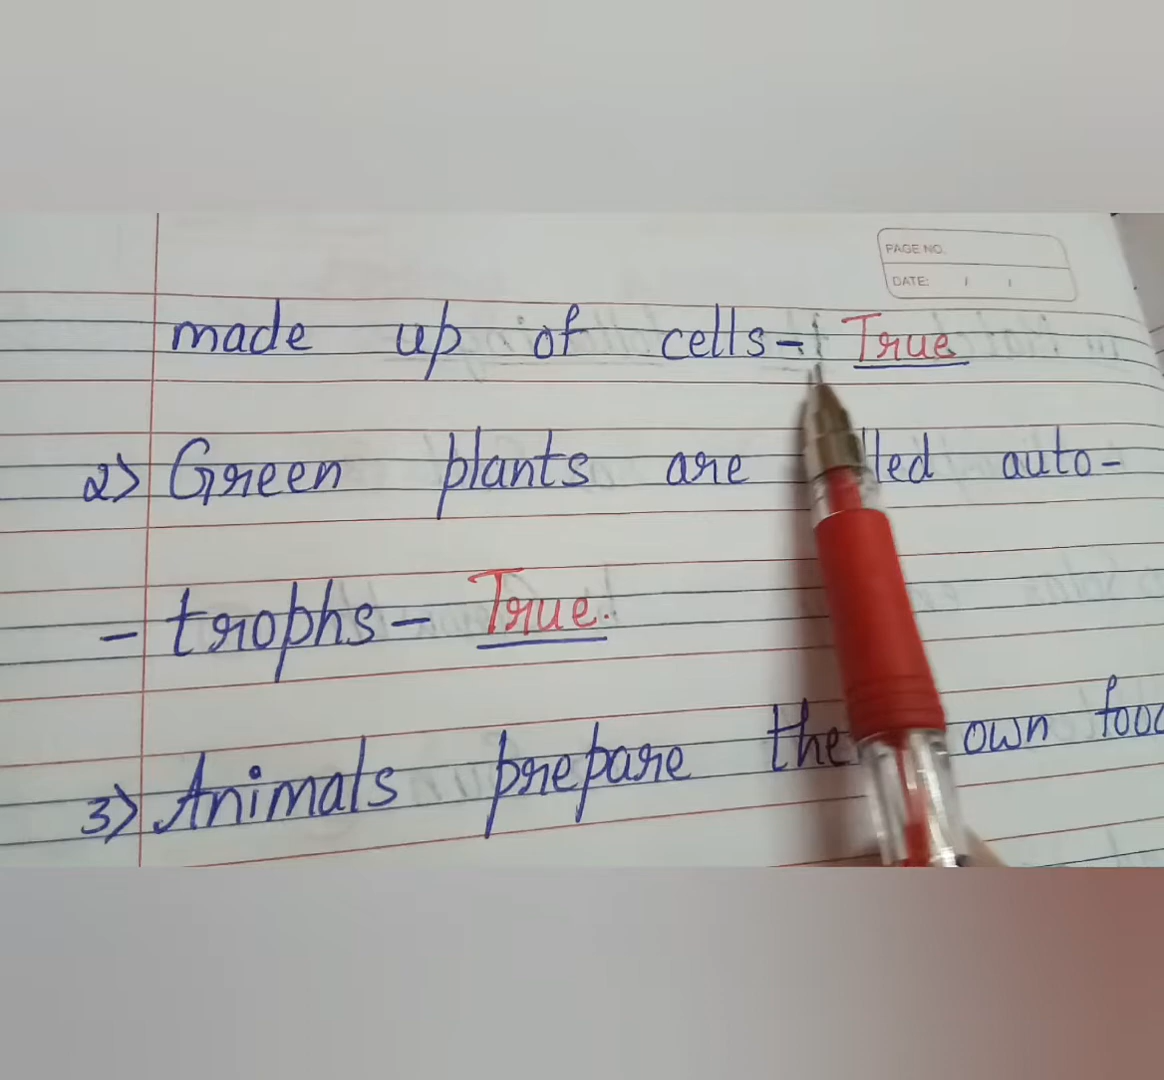 PAGE NO.
DATE: / /
made up of cells- True
2) Green plants are auto-
- trophs- True.
3) Animals prepare own